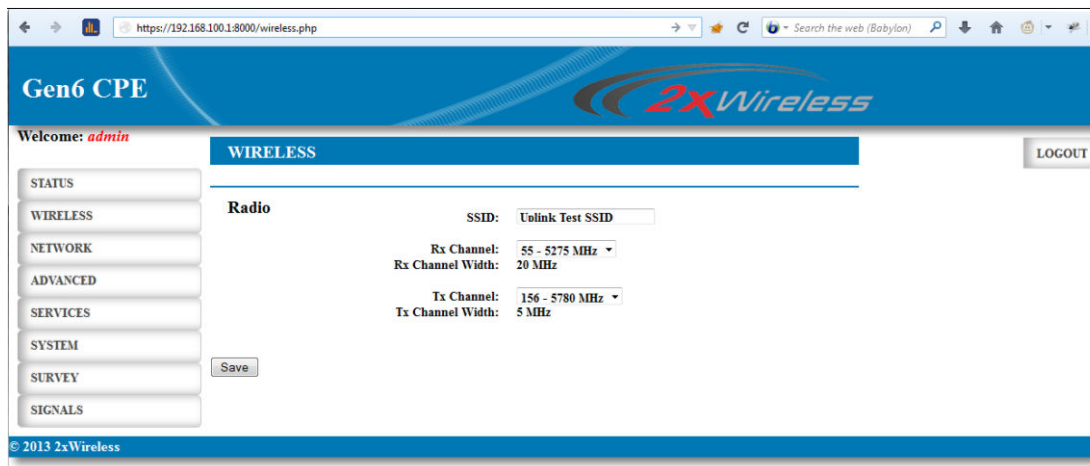 https://192.168.100.1:8000/wireless.php
Search the web (Babylon)
Gen6 CPE
2xWireless
Welcome: admin
WIRELESS
LOGOUT
STATUS
WIRELESS
NETWORK
ADVANCED
SERVICES
SYSTEM
SURVEY
SIGNALS
Radio
SSID: Uplink Test SSID
Rx Channel: 55 - 5275 MHz
Rx Channel Width: 20 MHz
Tx Channel: 156 - 5780 MHz
Tx Channel Width: 5 MHz
Save
© 2013 2xWireless